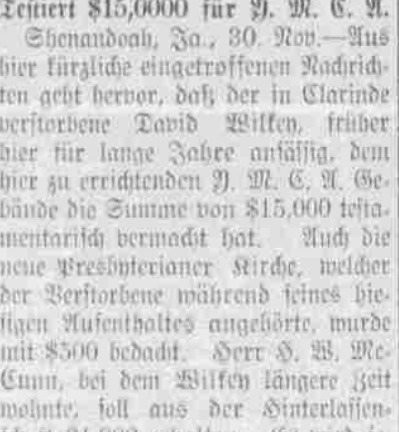 Testiert $15,0000 für Y. M. C. A.
Shenandoah, Ja., 30. Nov.—Aus
hier kürzliche eingetroffenen Nachrich-
ten geht hervor, daß der in Clarinde
verstorbene David Wilken, früher
hier für lange Jahre ansässig, dem
hier zu errichtenden Y. M. C. A. Ge-
bäude die Summe von $15,000 testa-
mentarisch vermacht hat. Auch die
neue Presbyterianer Kirche, welcher
der Verstorbene während seines hie-
sigen Aufenthaltes angehörte, wurde
mit $500 bedacht. Herr H. W. Mc-
Cunn, bei dem Wilken längere Zeit
wohnte, soll aus der Hinterlassen-